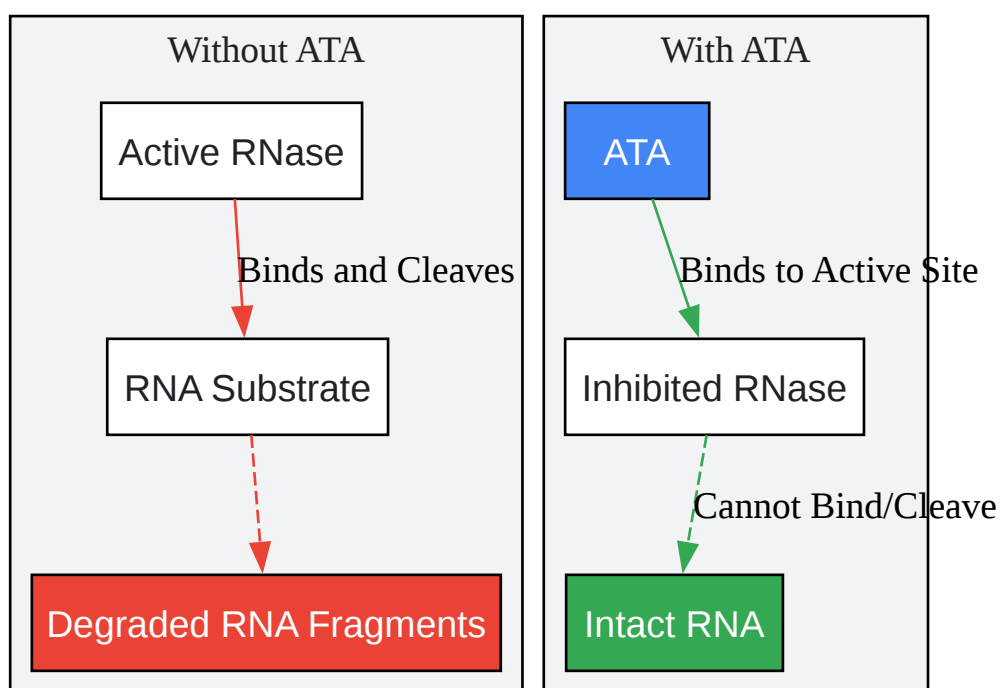 Without ATA
Active RNase
Binds and Cleaves
RNA Substrate
Degraded RNA Fragments
With ATA
ATA
Binds to Active Site
Inhibited RNase
Cannot Bind/Cleave
Intact RNA